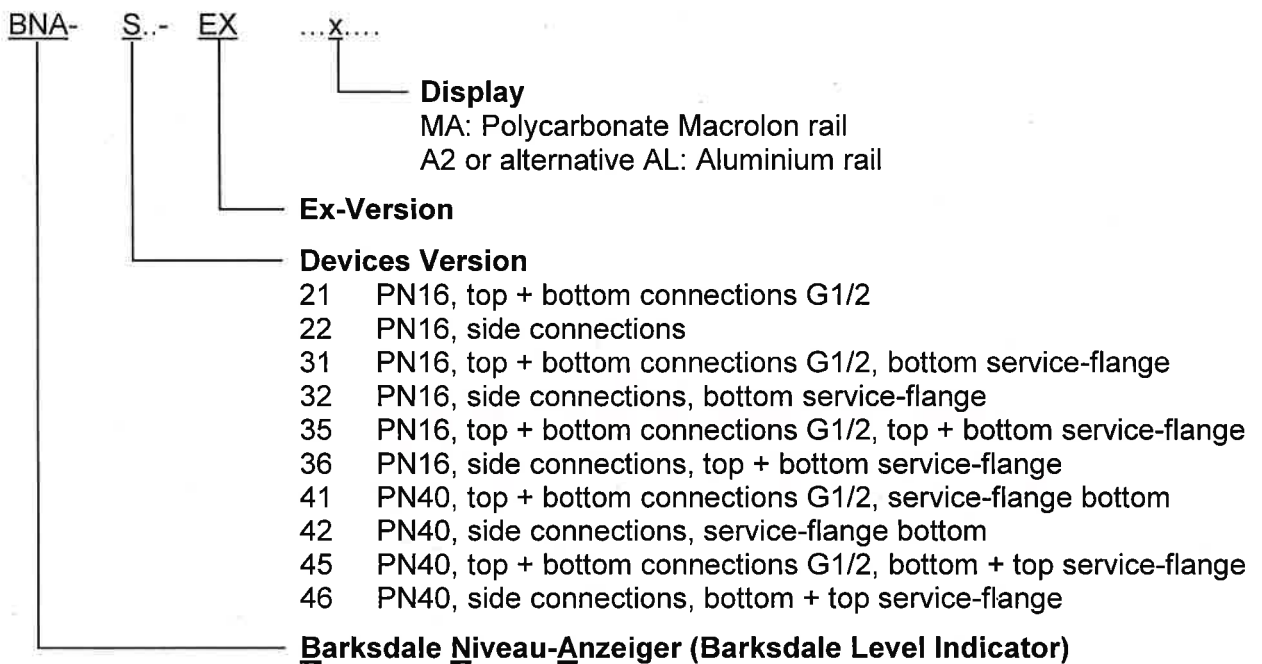 BNA- S..- EX ...x....
Display
MA: Polycarbonate Macrolon rail
A2 or alternative AL: Aluminium rail
Ex-Version
Devices Version
21 PN16, top + bottom connections G1/2
22 PN16, side connections
31 PN16, top + bottom connections G1/2, bottom service-flange
32 PN16, side connections, bottom service-flange
35 PN16, top + bottom connections G1/2, top + bottom service-flange
36 PN16, side connections, top + bottom service-flange
41 PN40, top + bottom connections G1/2, service-flange bottom
42 PN40, side connections, service-flange bottom
45 PN40, top + bottom connections G1/2, bottom + top service-flange
46 PN40, side connections, bottom + top service-flange
Barksdale Niveau-Anzeiger (Barksdale Level Indicator)